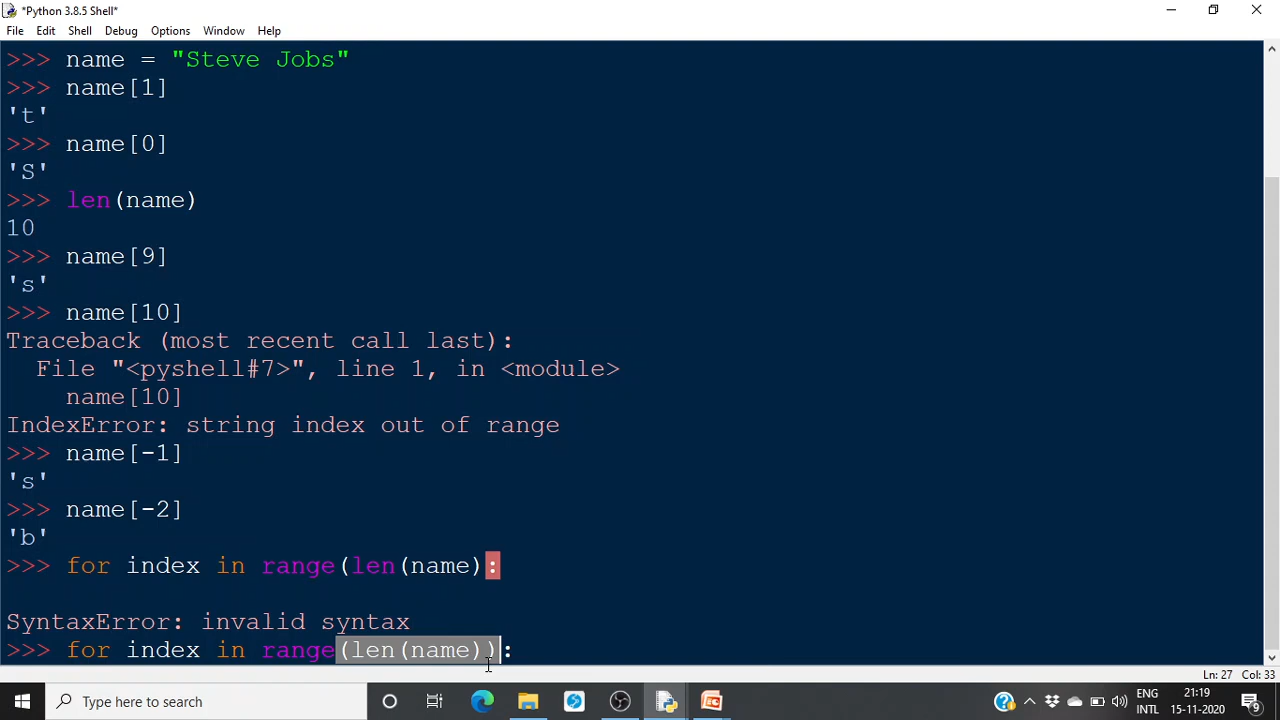 *Python 3.8.5 Shell*
File Edit Shell Debug Options Window Help
>>> name = "Steve Jobs"
>>> name[1]
't'
>>> name[0]
'S'
>>> len(name)
10
>>> name[9]
's'
>>> name[10]
Traceback (most recent call last):
  File "<pyshell#7>", line 1, in <module>
    name[10]
IndexError: string index out of range
>>> name[-1]
's'
>>> name[-2]
'b'
>>> for index in range(len(name):
SyntaxError: invalid syntax
>>> for index in range(len(name)):
Ln: 27 Col: 33
Type here to search
ENG 21:19
INTL 15-11-2020 9